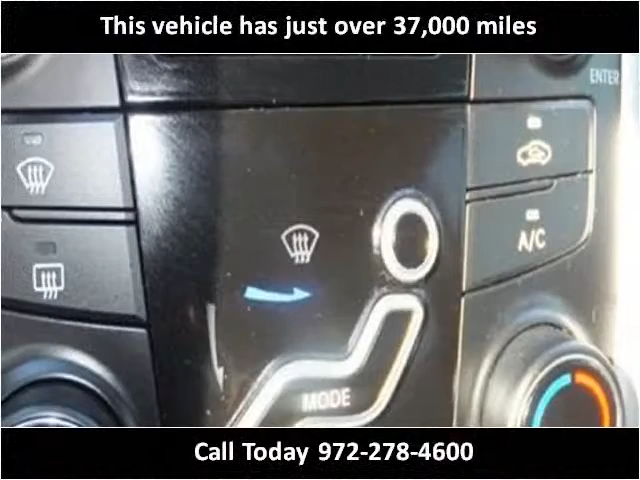 This vehicle has just over 37,000 miles
ENTER
A/C
MODE
Call Today 972-278-4600